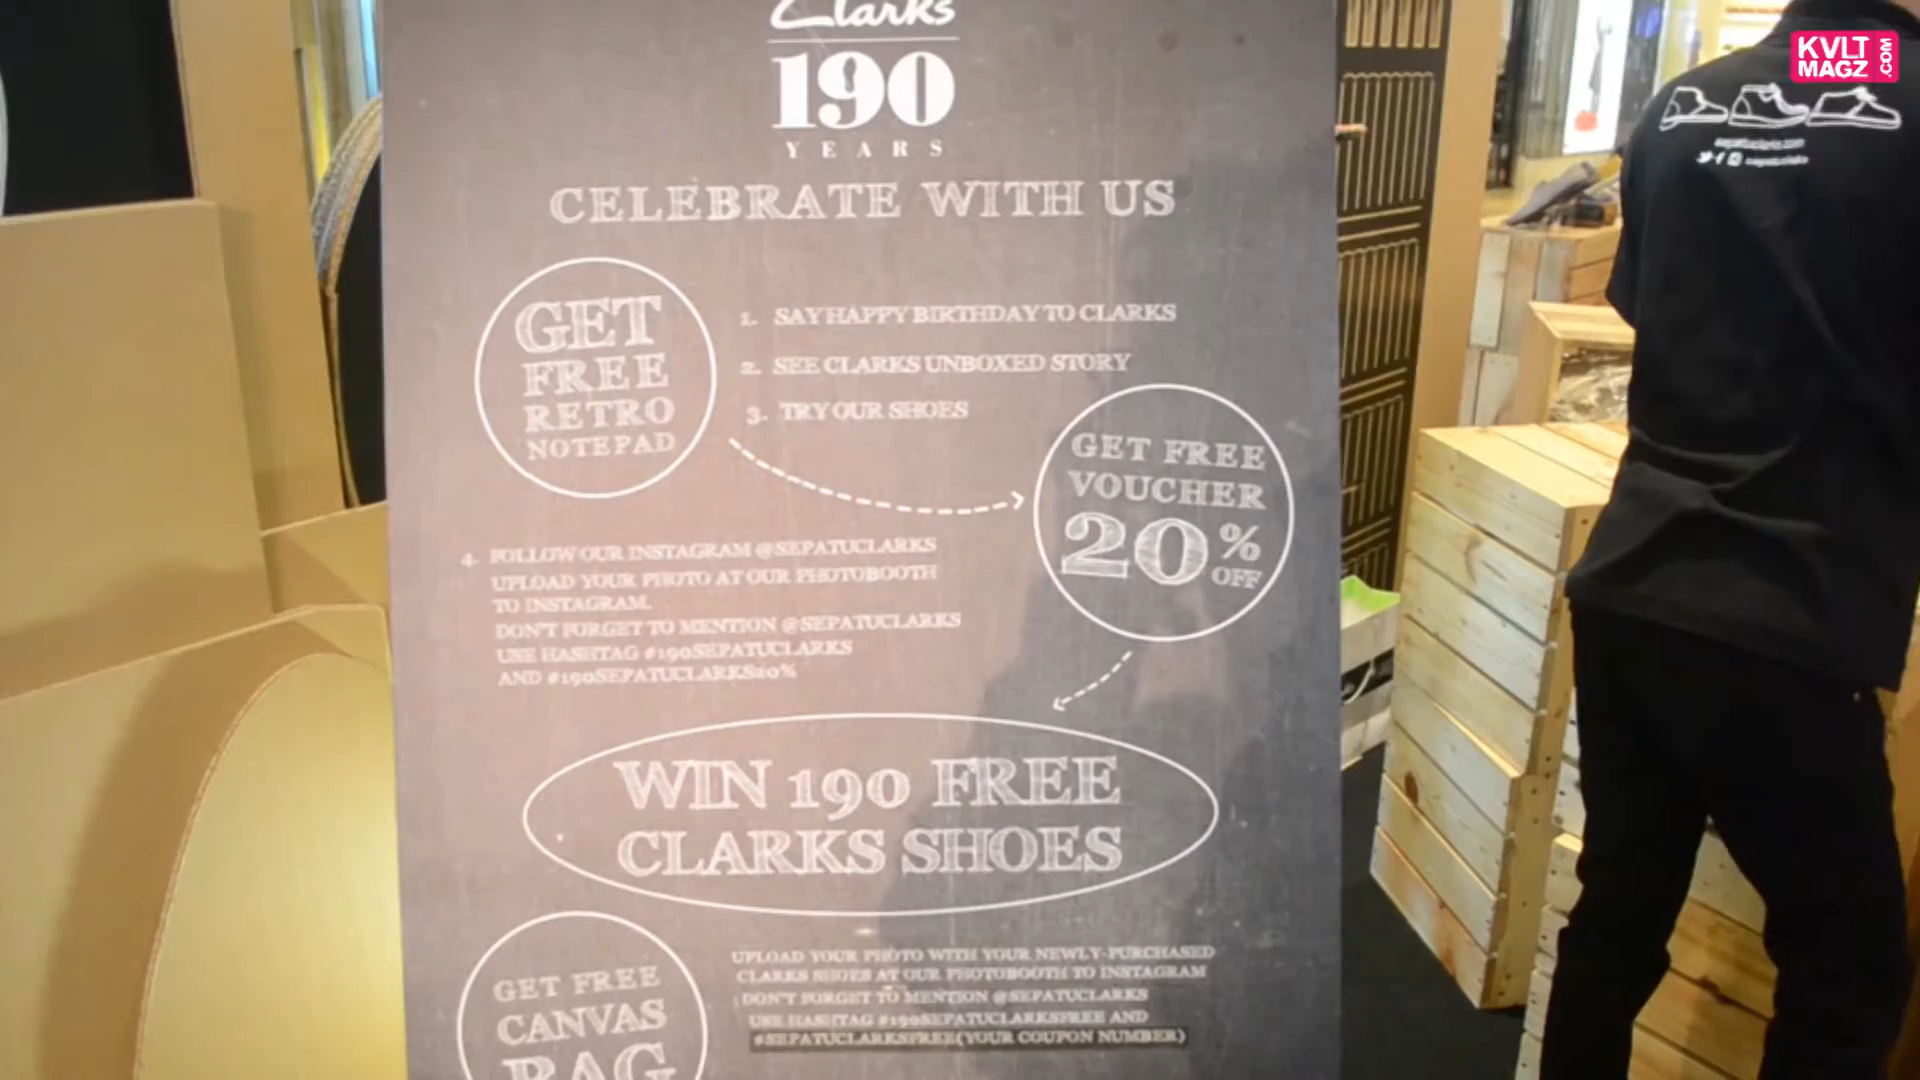 Clarks
190
YEARS
CELEBRATE WITH US
GET
FREE
RETRO
NOTEPAD
1. SAY HAPPY BIRTHDAY TO CLARKS
2. SEE CLARKS UNBOXED STORY
3. TRY OUR SHOES
GET FREE
VOUCHER
20%
OFF
4. FOLLOW OUR INSTAGRAM @SEPATUCLARKS
UPLOAD YOUR PHOTO AT OUR PHOTOBOOTH
TO INSTAGRAM.
DON'T FORGET TO MENTION @SEPATUCLARKS
USE HASHTAG #190SEPATUCLARKS
AND #190SEPATUCLARKS20%
WIN 190 FREE
CLARKS SHOES
GET FREE
CANVAS
BAG
UPLOAD YOUR PHOTO WITH YOUR NEWLY-PURCHASED
CLARKS SHOES AT OUR PHOTOBOOTH TO INSTAGRAM
DON'T FORGET TO MENTION @SEPATUCLARKS
USE HASHTAG #190SEPATUCLARKSFREE AND
#SEPATUCLARKSFREE(YOUR COUPON NUMBER)
KVLT
MAGZ
.COM
sepatuclarks.com